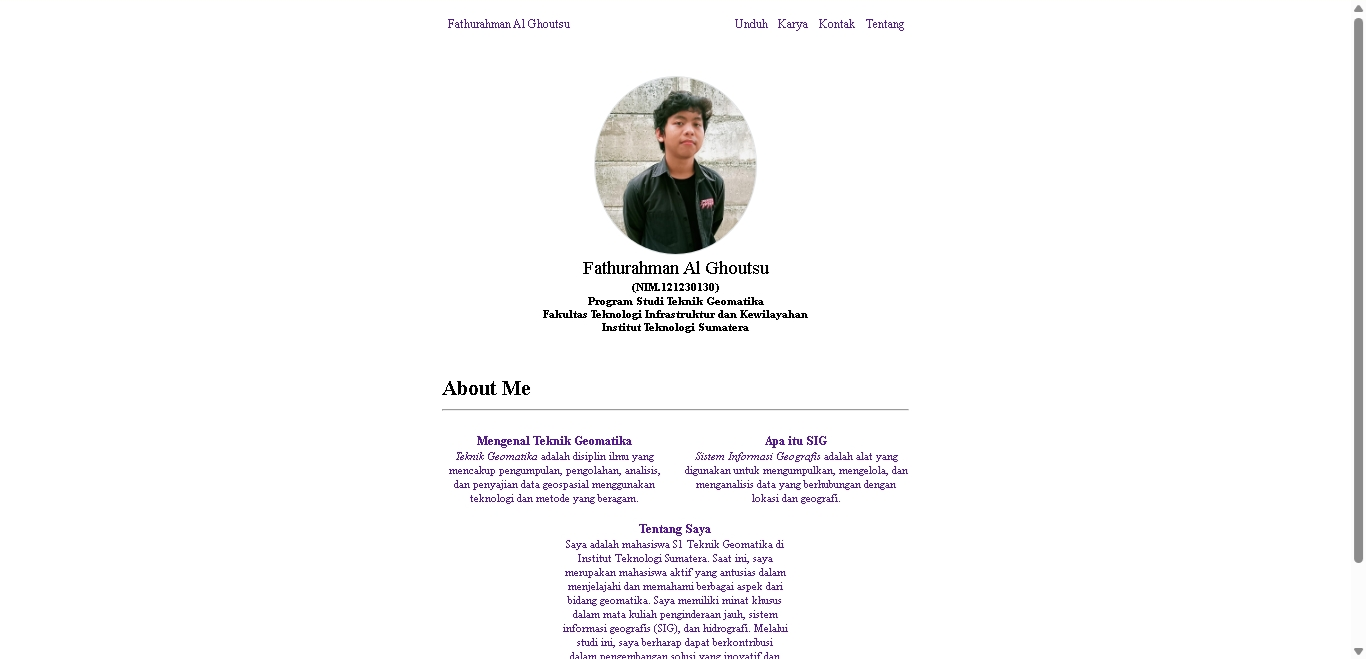 Fathurahman Al Ghoutsu
Unduh Karya Kontak Tentang
Fathurahman Al Ghoutsu
(NIM.121230130)
Program Studi Teknik Geomatika
Fakultas Teknologi Infrastruktur dan Kewilayahan
Institut Teknologi Sumatera
About Me
Mengenal Teknik Geomatika
Teknik Geomatika adalah disiplin ilmu yang
mencakup pengumpulan, pengolahan, analisis,
dan penyajian data geospasial menggunakan
teknologi dan metode yang beragam.
Apa itu SIG
Sistem Informasi Geografis adalah alat yang
digunakan untuk mengumpulkan, mengelola, dan
menganalisis data yang berhubungan dengan
lokasi dan geografi.
Tentang Saya
Saya adalah mahasiswa S1 Teknik Geomatika di
Institut Teknologi Sumatera. Saat ini, saya
merupakan mahasiswa aktif yang antusias dalam
menjelajahi dan memahami berbagai aspek dari
bidang geomatika. Saya memiliki minat khusus
dalam mata kuliah penginderaan jauh, sistem
informasi geografis (SIG), dan hidrografi. Melalui
studi ini, saya berharap dapat berkontribusi
dalam pengembangan solusi yang inovatif dan